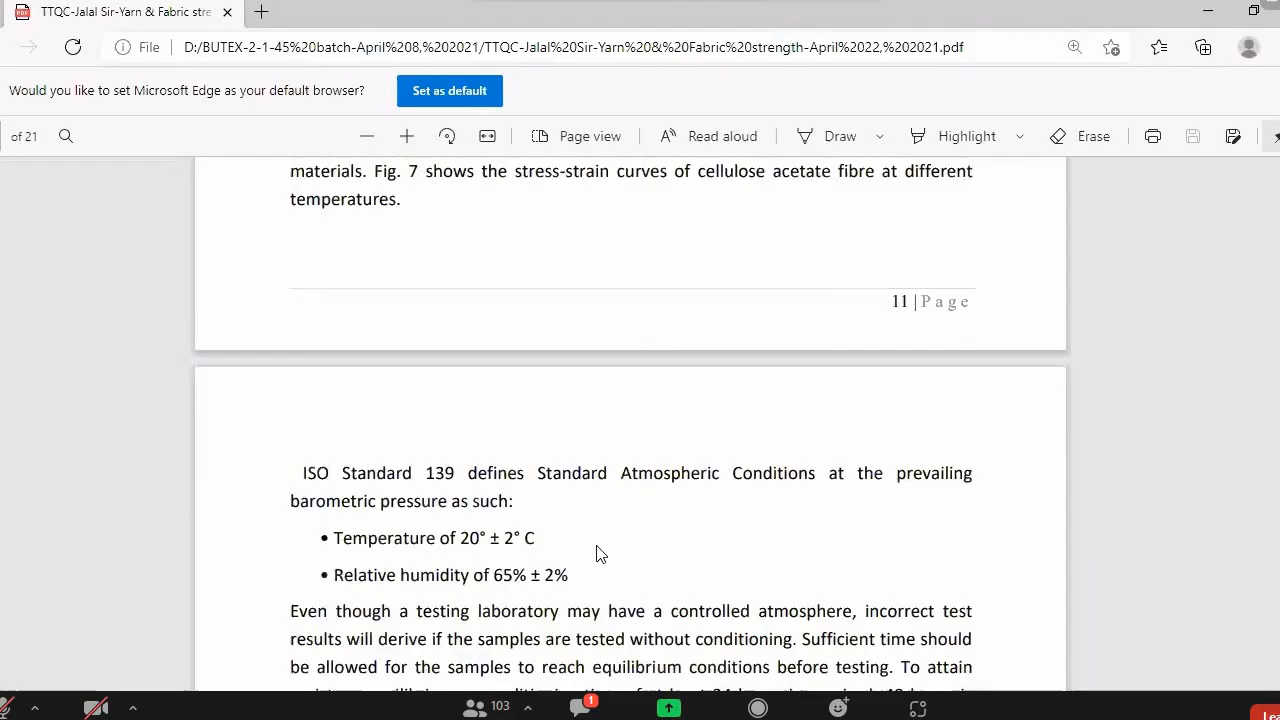 TTQC-Jalal Sir-Yarn & Fabric stre
File
D:/BUTEX-2-1-45%20batch-April%208,%202021/TTQC-Jalal%20Sir-Yarn%20&%20Fabric%20strength-April%2022,%202021.pdf
Would you like to set Microsoft Edge as your default browser?
Set as default
of 21
Page view
Read aloud
Draw
Highlight
Erase
materials. Fig. 7 shows the stress-strain curves of cellulose acetate fibre at different
temperatures.
11 | Page
ISO Standard 139 defines Standard Atmospheric Conditions at the prevailing
barometric pressure as such:
• Temperature of 20° ± 2° C
• Relative humidity of 65% ± 2%
Even though a testing laboratory may have a controlled atmosphere, incorrect test
results will derive if the samples are tested without conditioning. Sufficient time should
be allowed for the samples to reach equilibrium conditions before testing. To attain
103
1